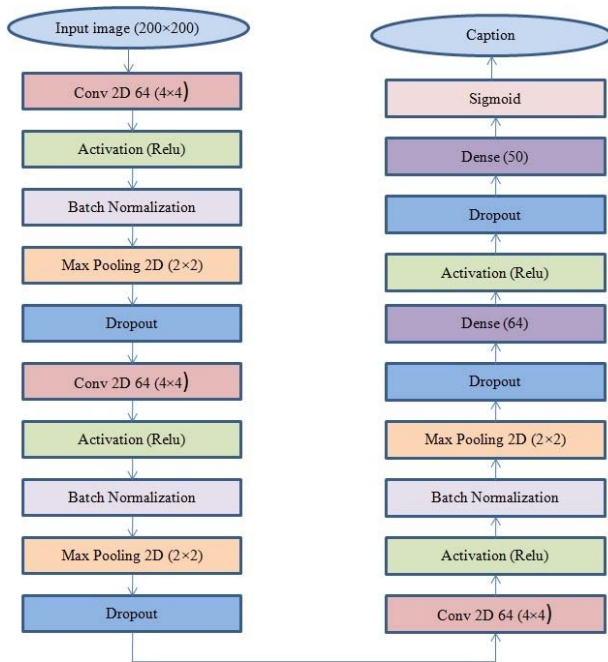 Input image (200×200)
Conv 2D 64 (4×4)
Activation (Relu)
Batch Normalization
Max Pooling 2D (2×2)
Dropout
Conv 2D 64 (4×4)
Activation (Relu)
Batch Normalization
Max Pooling 2D (2×2)
Dropout
Caption
Sigmoid
Dense (50)
Dropout
Activation (Relu)
Dense (64)
Dropout
Max Pooling 2D (2×2)
Batch Normalization
Activation (Relu)
Conv 2D 64 (4×4)